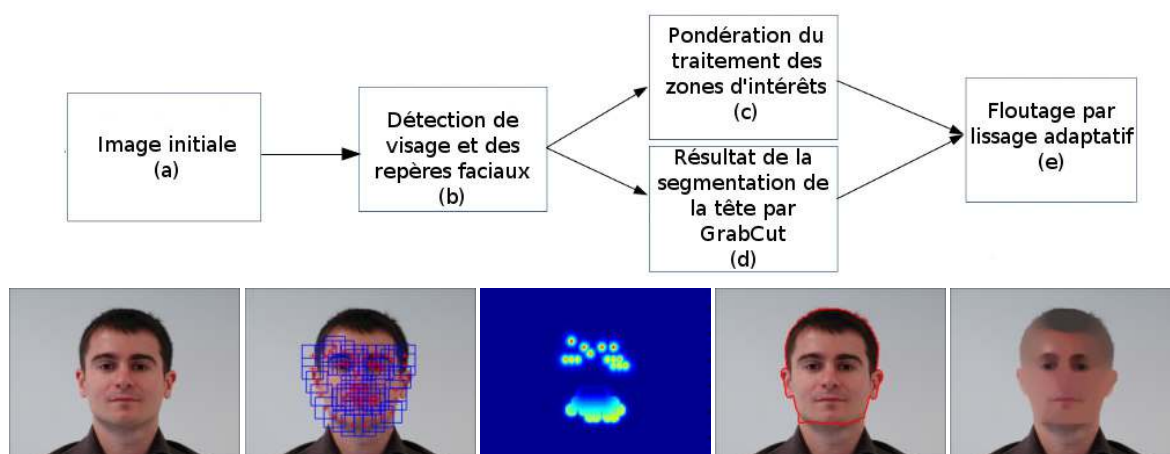 Image initiale
(a)
Détection de
visage et des
repères faciaux
(b)
Pondération du
traitement des
zones d'intérêts
(c)
Résultat de la
segmentation de
la tête par
GrabCut
(d)
Floutage par
lissage adaptatif
(e)